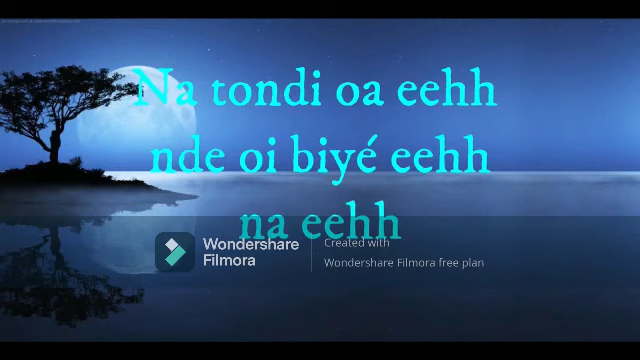 Na tondi oa eehh
nde oi biyé eehh
na eehh
Wondershare
Filmora
Created with
Wondershare Filmora free plan